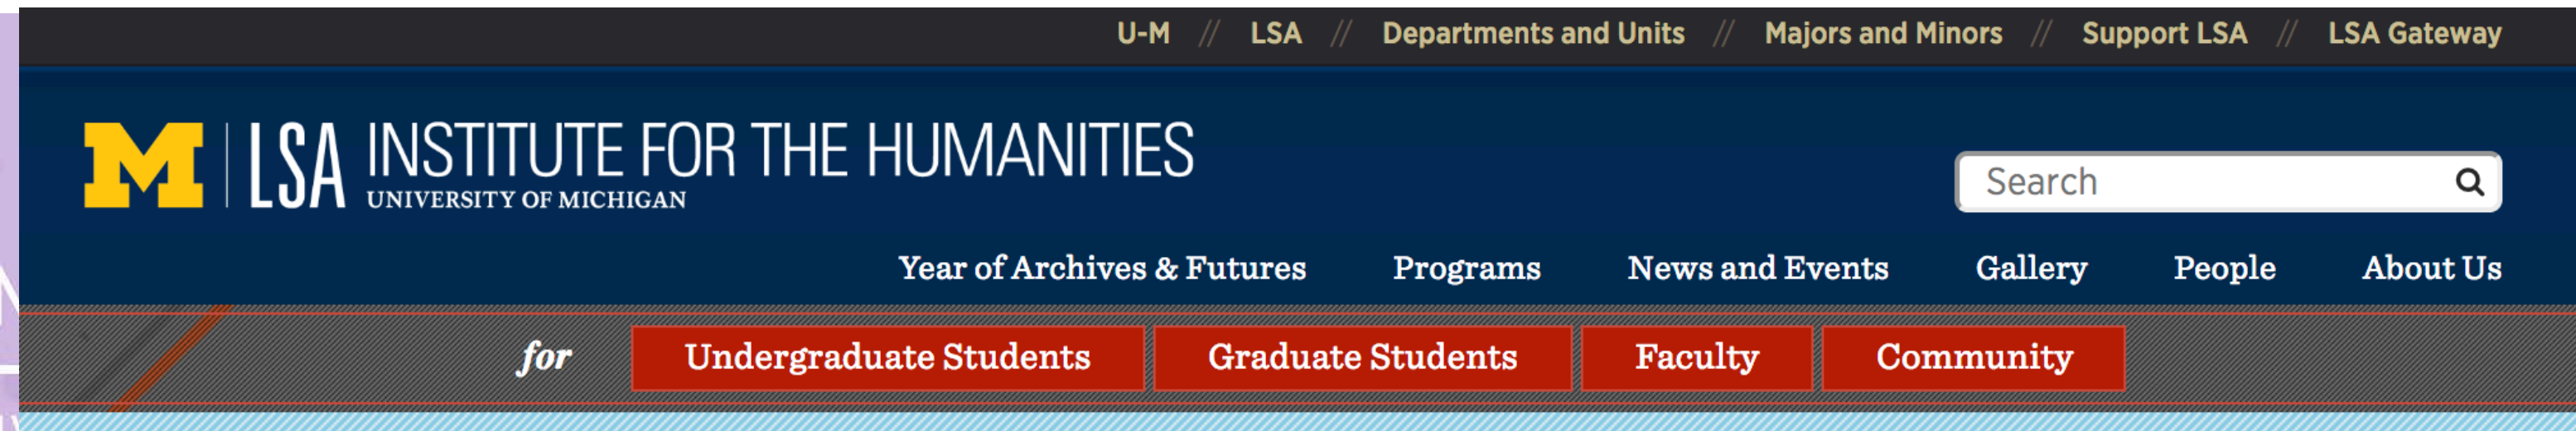 U-M // LSA // Departments and Units // Majors and Minors // Support LSA // LSA Gateway
M LSA INSTITUTE FOR THE HUMANITIES
UNIVERSITY OF MICHIGAN
Search
Year of Archives & Futures Programs News and Events Gallery People About Us
for Undergraduate Students Graduate Students Faculty Community